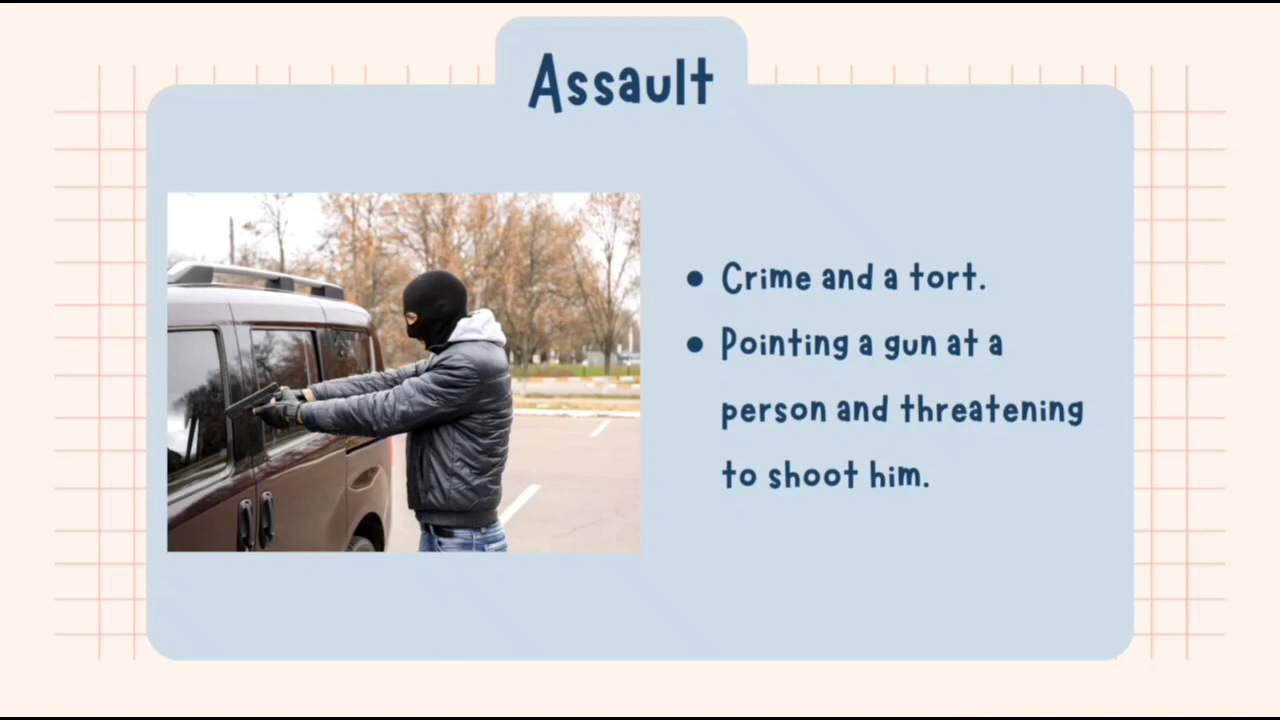 Assault
• Crime and a tort.
• Pointing a gun at a
person and threatening
to shoot him.